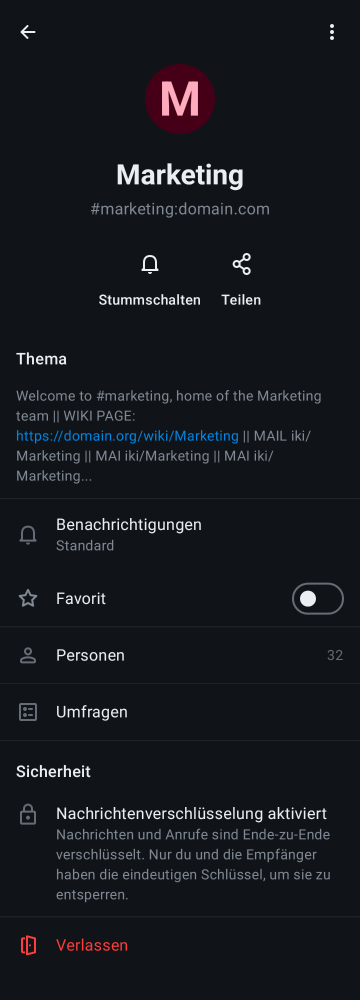 M
Marketing
#marketing:domain.com
Stummschalten Teilen
Thema
Welcome to #marketing, home of the Marketing
team || WIKI PAGE:
https://domain.org/wiki/Marketing || MAIL iki/
Marketing || MAI iki/Marketing || MAI iki/
Marketing...
Benachrichtigungen
Standard
Favorit
Personen 32
Umfragen
Sicherheit
Nachrichtenverschlüsselung aktiviert
Nachrichten und Anrufe sind Ende-zu-Ende
verschlüsselt. Nur du und die Empfänger
haben die eindeutigen Schlüssel, um sie zu
entsperren.
Verlassen